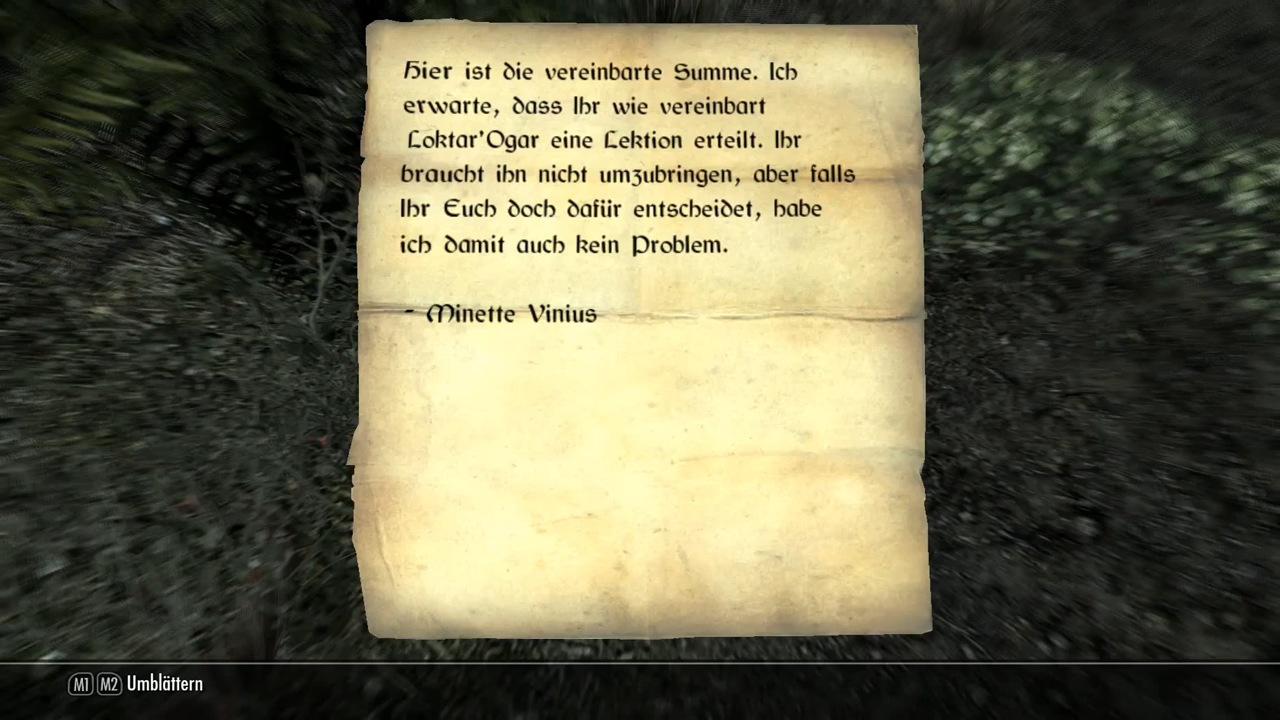 Hier ist die vereinbarte Summe. Ich
erwarte, dass Ihr wie vereinbart
Loktar'Ogar eine Lektion erteilt. Ihr
braucht ihn nicht umzubringen, aber falls
Ihr Euch doch dafür entscheidet, habe
ich damit auch kein Problem.
- Minette Vinius
M1 M2 Umblättern